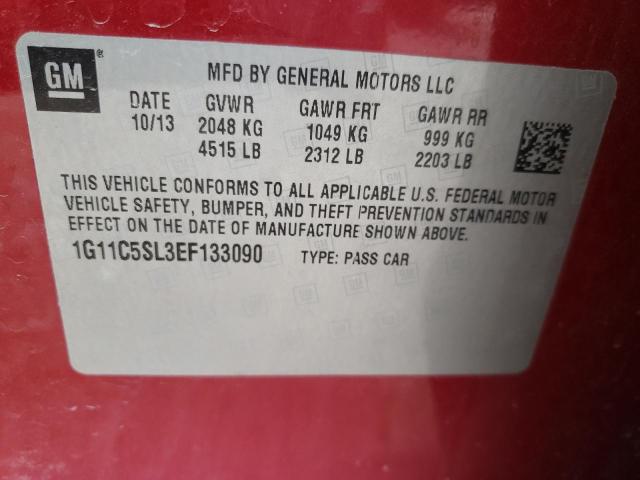 GM®
MFD BY GENERAL MOTORS LLC
DATE GVWR GAWR FRT GAWR RR
10/13 2048 KG 1049 KG 999 KG
4515 LB 2312 LB 2203 LB
THIS VEHICLE CONFORMS TO ALL APPLICABLE U.S. FEDERAL MOTOR
VEHICLE SAFETY, BUMPER, AND THEFT PREVENTION STANDARDS IN
EFFECT ON THE DATE OF MANUFACTURE SHOWN ABOVE.
1G11C5SL3EF133090 TYPE: PASS CAR